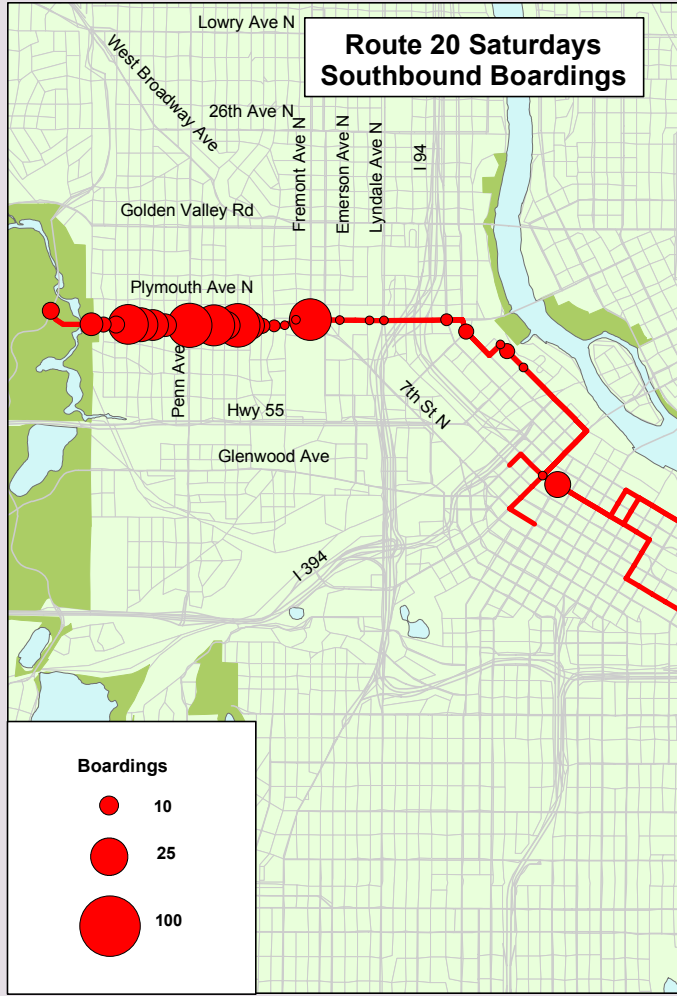 Lowry Ave N
Route 20 Saturdays
Southbound Boardings
West Broadway Ave
26th Ave N
Fremont Ave N
Emerson Ave N
Lyndale Ave N
I 94
Golden Valley Rd
Plymouth Ave N
Penn Ave
7th St N
Hwy 55
Glenwood Ave
I 394
Boardings
10
25
100